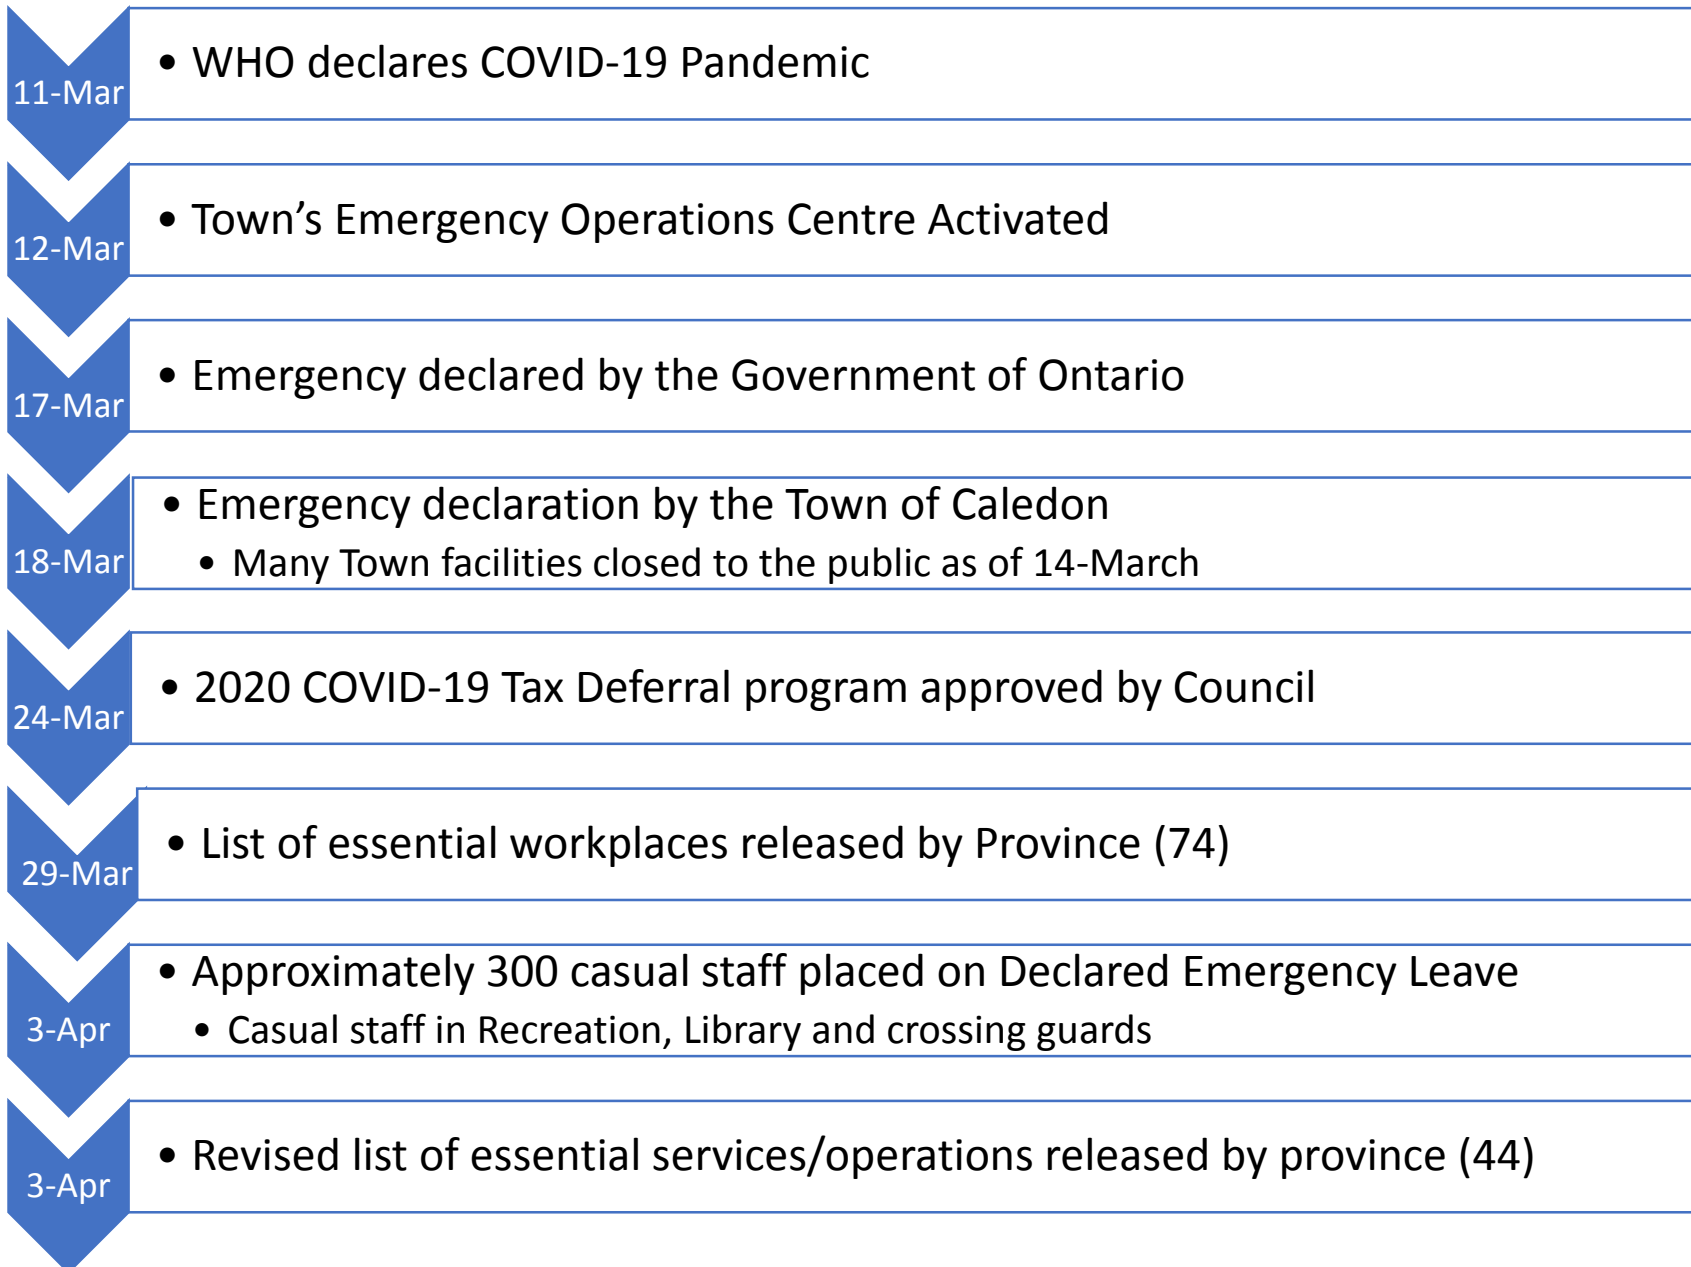 11-Mar
• WHO declares COVID-19 Pandemic
12-Mar
• Town’s Emergency Operations Centre Activated
17-Mar
• Emergency declared by the Government of Ontario
18-Mar
• Emergency declaration by the Town of Caledon
• Many Town facilities closed to the public as of 14-March
24-Mar
• 2020 COVID-19 Tax Deferral program approved by Council
29-Mar
• List of essential workplaces released by Province (74)
3-Apr
• Approximately 300 casual staff placed on Declared Emergency Leave
• Casual staff in Recreation, Library and crossing guards
3-Apr
• Revised list of essential services/operations released by province (44)